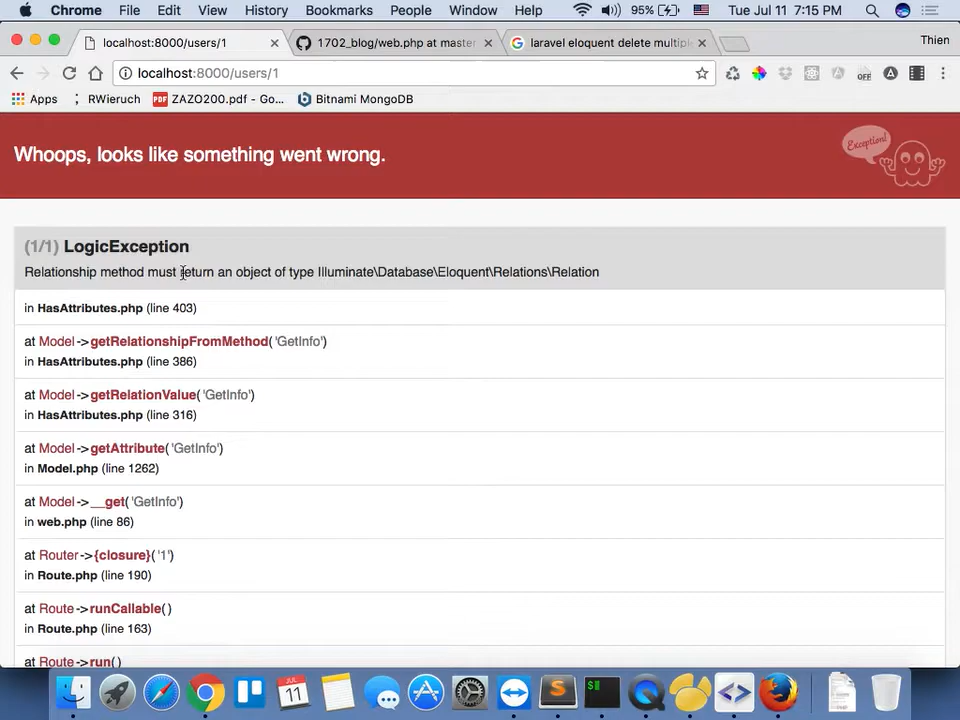 Chrome File Edit View History Bookmarks People Window Help 95% Tue Jul 11 7:15 PM
localhost:8000/users/1 1702_blog/web.php at master laravel eloquent delete multiple Thien
localhost:8000/users/1
Apps RWieruch ZAZO200.pdf - Go... Bitnami MongoDB
Whoops, looks like something went wrong.
Exception!
(1/1) LogicException
Relationship method must return an object of type Illuminate\Database\Eloquent\Relations\Relation
in HasAttributes.php (line 403)
at Model->getRelationshipFromMethod('GetInfo')
in HasAttributes.php (line 386)
at Model->getRelationValue('GetInfo')
in HasAttributes.php (line 316)
at Model->getAttribute('GetInfo')
in Model.php (line 1262)
at Model->__get('GetInfo')
in web.php (line 86)
at Router->{closure}('1')
in Route.php (line 190)
at Route->runCallable()
in Route.php (line 163)
at Route->run()